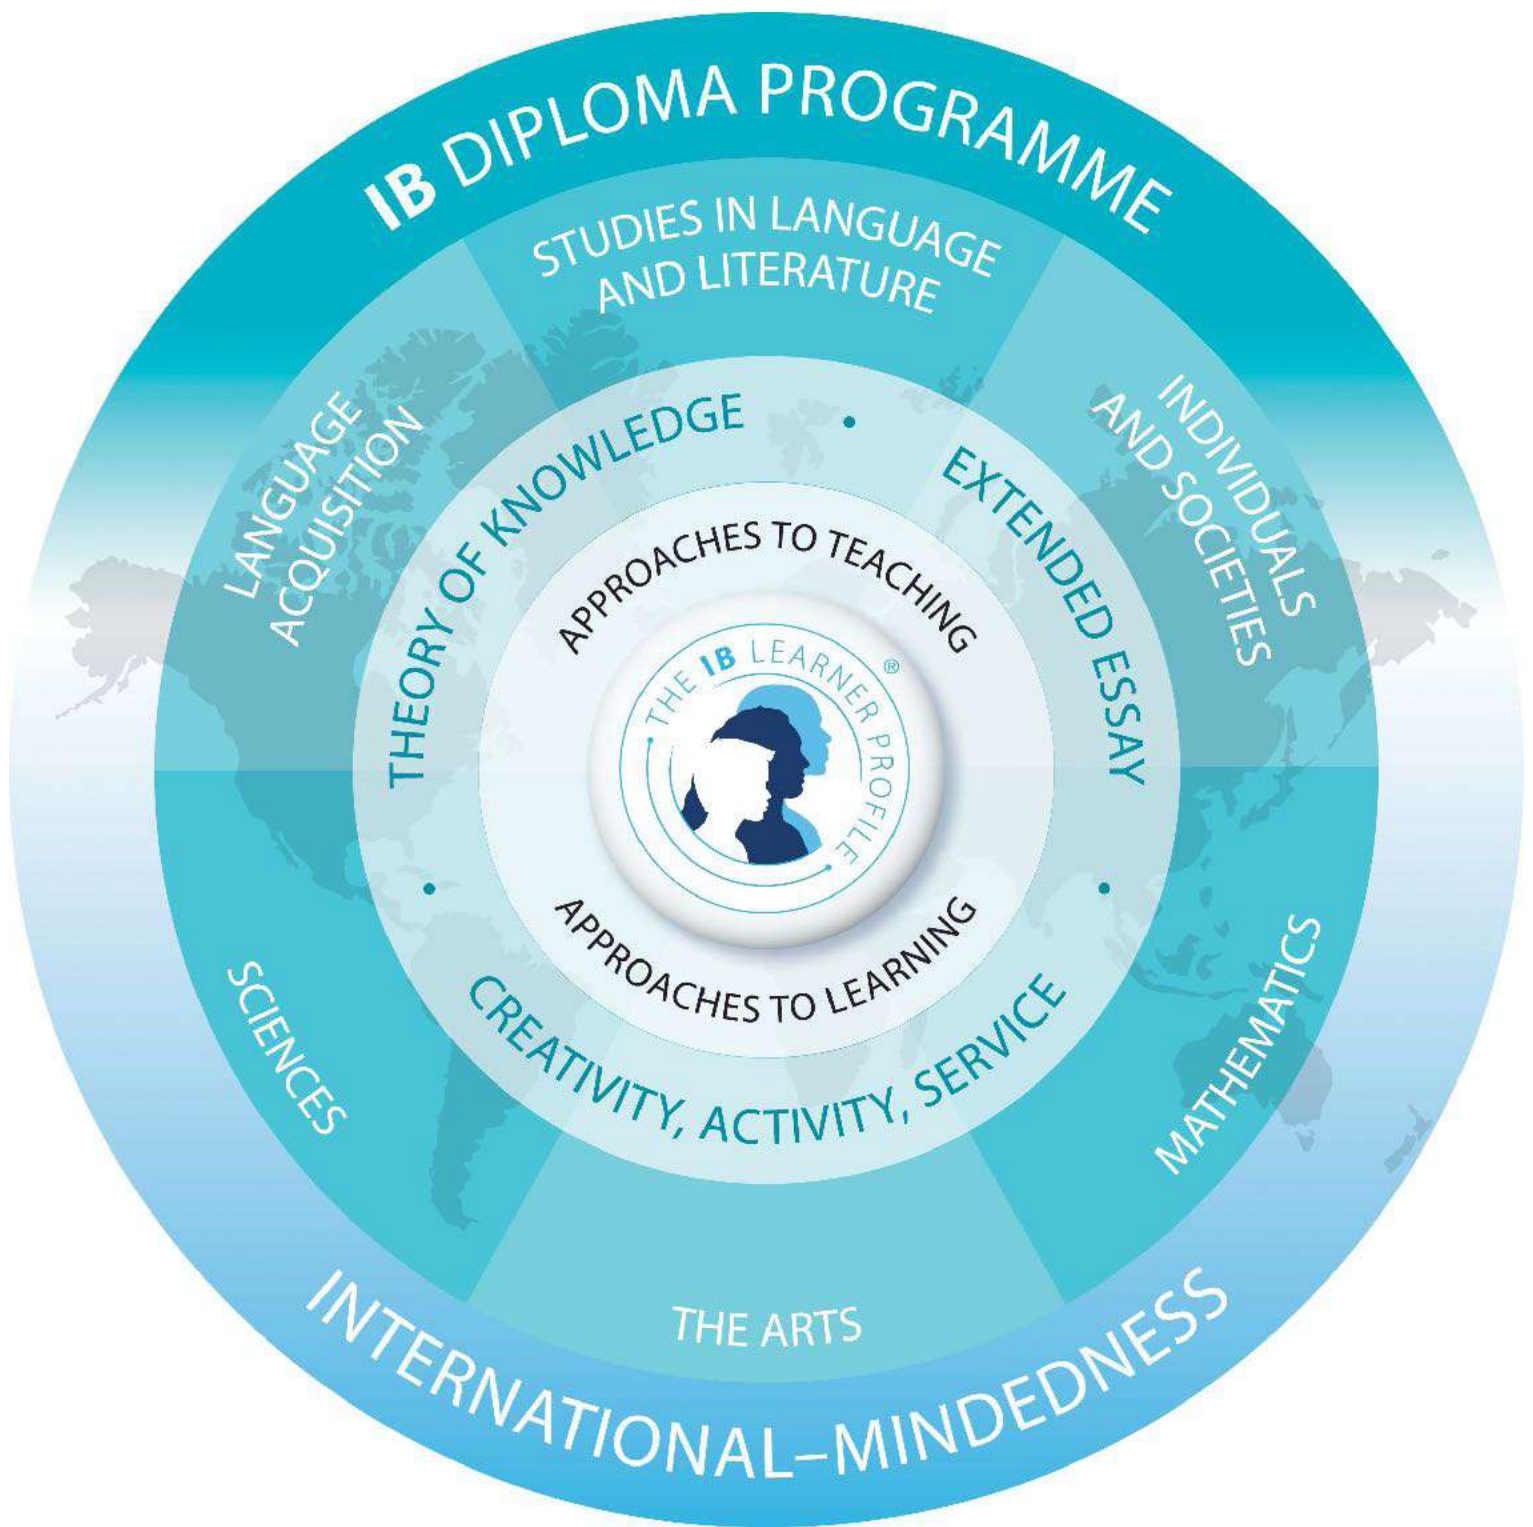 IB DIPLOMA PROGRAMME
STUDIES IN LANGUAGE
AND LITERATURE
LANGUAGE
ACQUISITION
INDIVIDUALS
AND SOCIETIES
THEORY OF KNOWLEDGE
•
EXTENDED ESSAY
APPROACHES TO TEACHING
THE IB LEARNER PROFILE
®
APPROACHES TO LEARNING
•
CREATIVITY, ACTIVITY, SERVICE
•
SCIENCES
MATHEMATICS
THE ARTS
INTERNATIONAL–MINDEDNESS